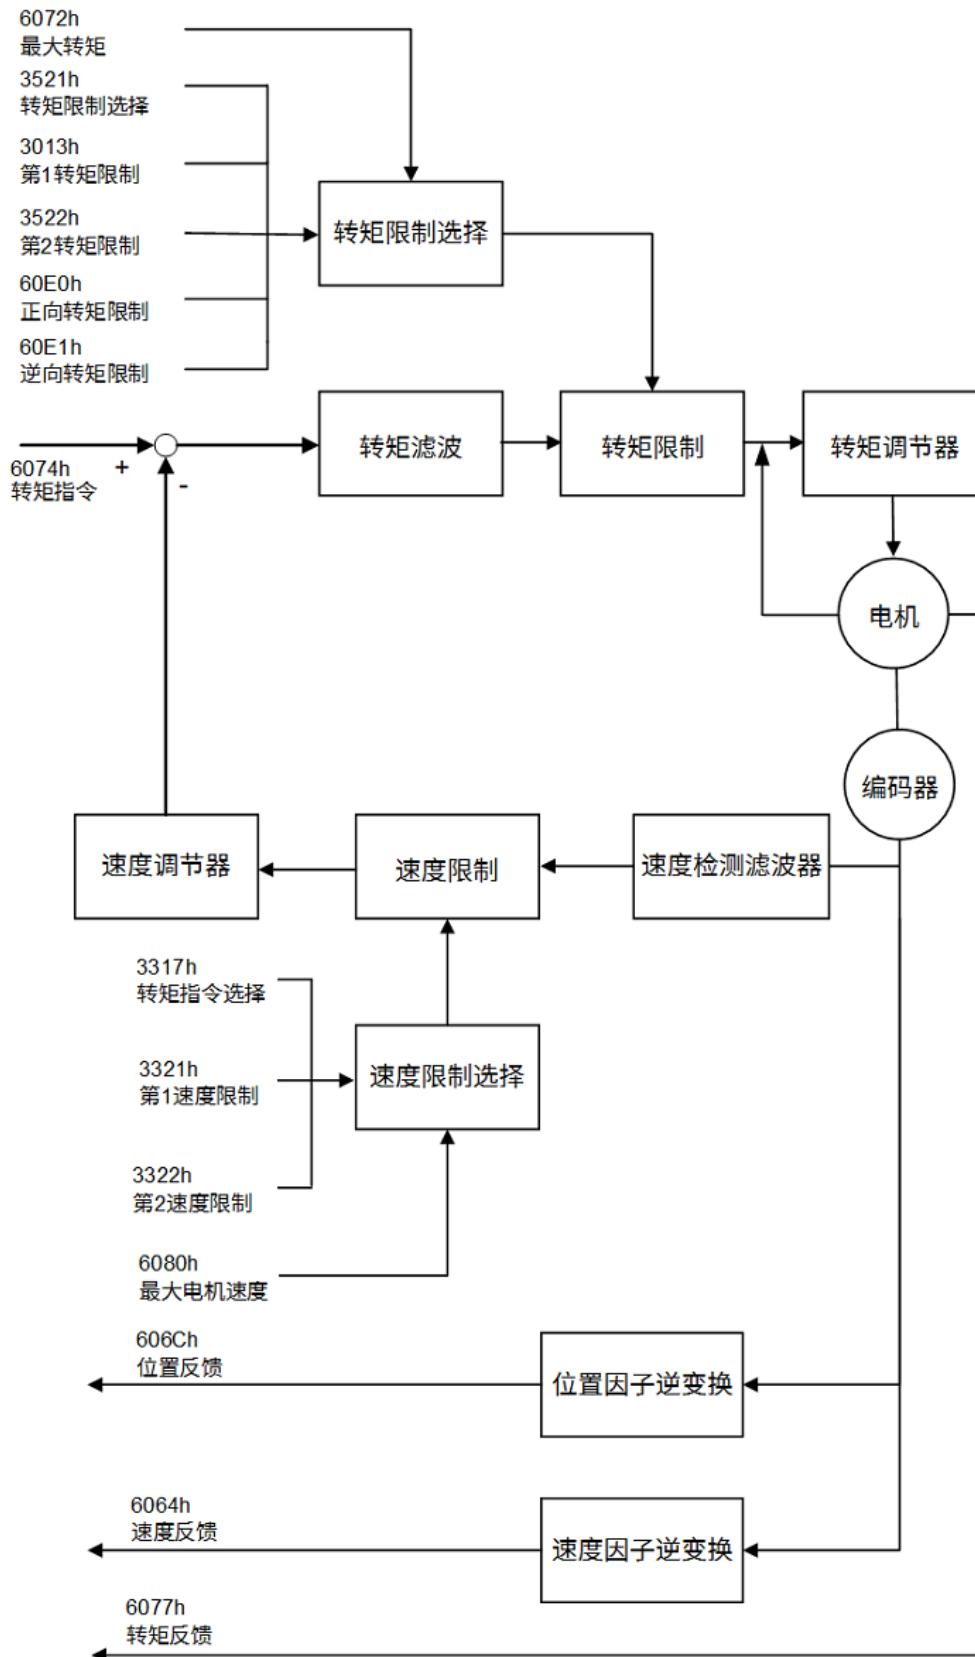 6072h
最大转矩
3521h
转矩限制选择
3013h
第1转矩限制
3522h
第2转矩限制
60E0h
正向转矩限制
60E1h
逆向转矩限制
转矩限制选择
6074h
转矩指令
+
-
转矩滤波
转矩限制
转矩调节器
电机
编码器
速度调节器
速度限制
速度检测滤波器
3317h
转矩指令选择
3321h
第1速度限制
速度限制选择
3322h
第2速度限制
6080h
最大电机速度
606Ch
位置反馈
位置因子逆变换
6064h
速度反馈
速度因子逆变换
6077h
转矩反馈